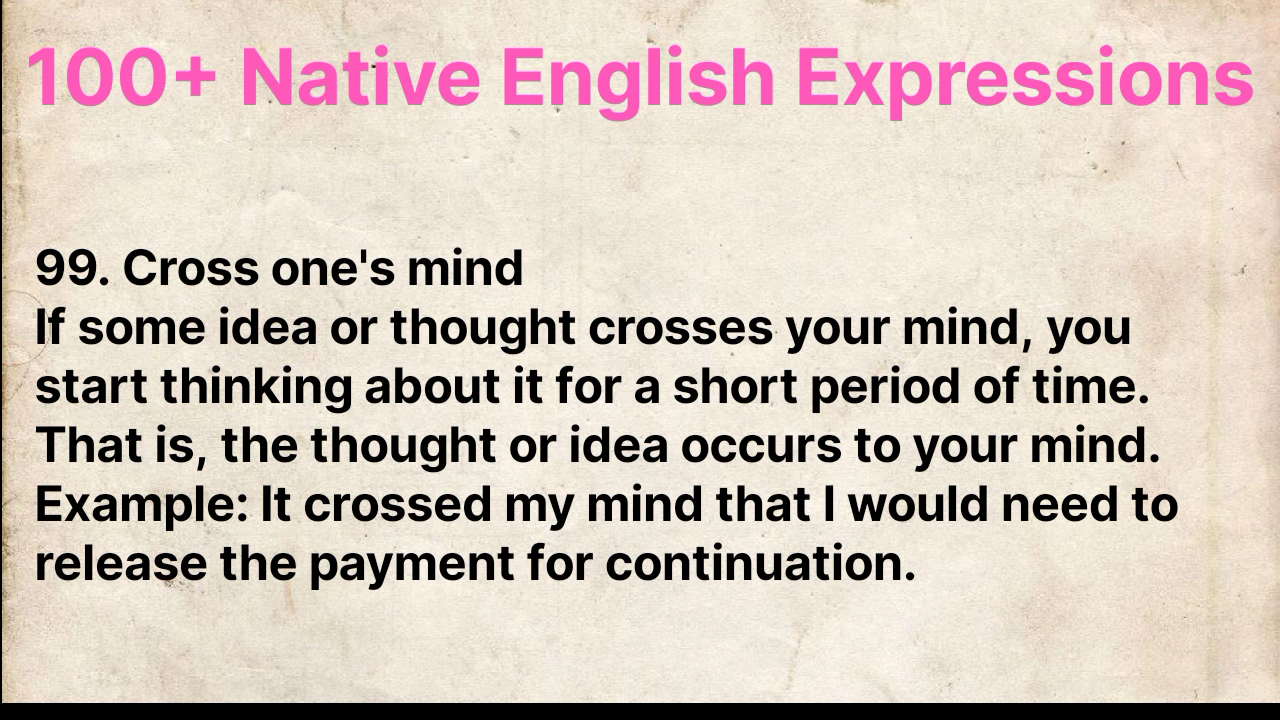 100+ Native English Expressions
99. Cross one's mind
If some idea or thought crosses your mind, you
start thinking about it for a short period of time.
That is, the thought or idea occurs to your mind.
Example: It crossed my mind that I would need to
release the payment for continuation.